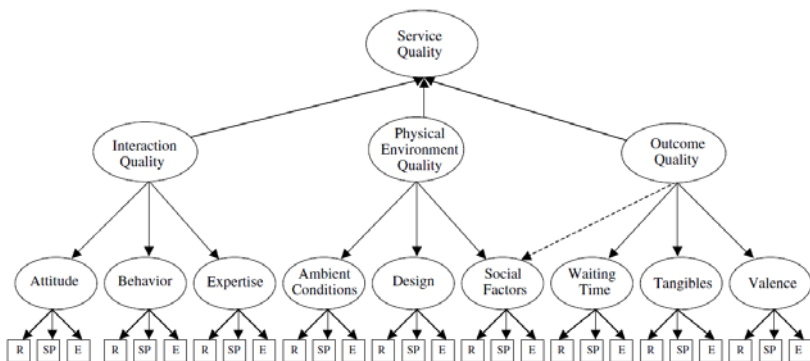 Service
Quality
Interaction
Quality
Physical
Environment
Quality
Outcome
Quality
Attitude
Behavior
Expertise
Ambient
Conditions
Design
Social
Factors
Waiting
Time
Tangibles
Valence
R SP E
R SP E
R SP E
R SP E
R SP E
R SP E
R SP E
R SP E
R SP E